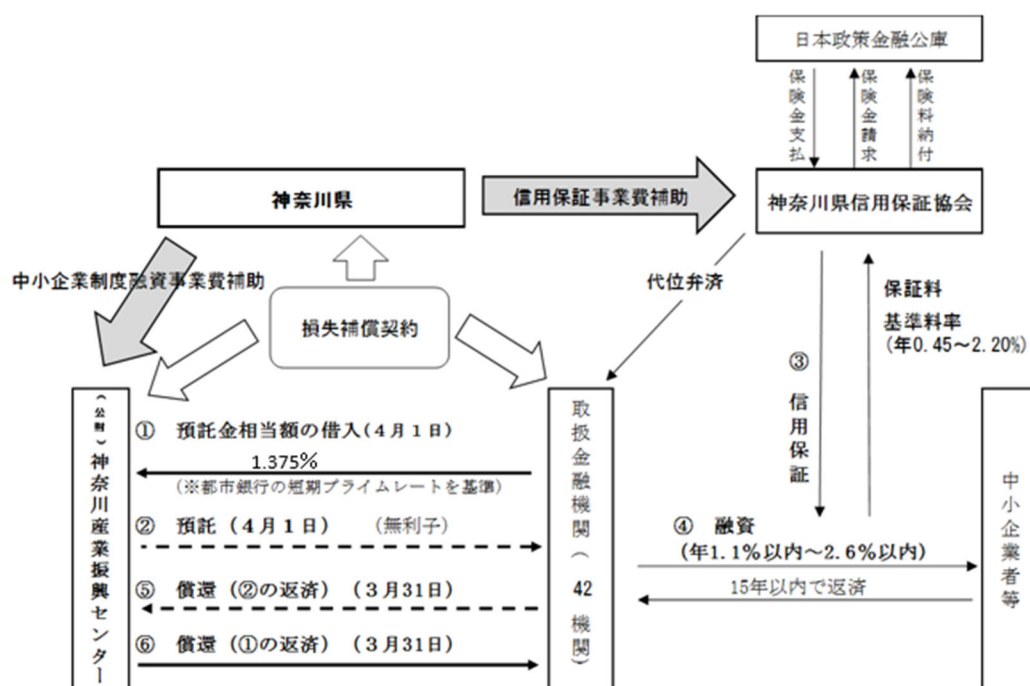 日本政策金融公庫
保険金支払
保険金請求
保険料納付
神奈川県
信用保証事業費補助
神奈川県信用保証協会
中小企業制度融資事業費補助
損失補償契約
代位弁済
保証料
基準料率
(年0.45～2.20%)
③ 信用保証
(公財)神奈川産業振興センター
① 預託金相当額の借入(4月1日)
1.375%
(※都市銀行の短期プライムレートを基準)
② 預託(4月1日) (無利子)
⑤ 償還(②の返済)(3月31日)
⑥ 償還(①の返済)(3月31日)
取扱金融機関(42機関)
④ 融資
(年1.1%以内～2.6%以内)
15年以内で返済
中小企業者等